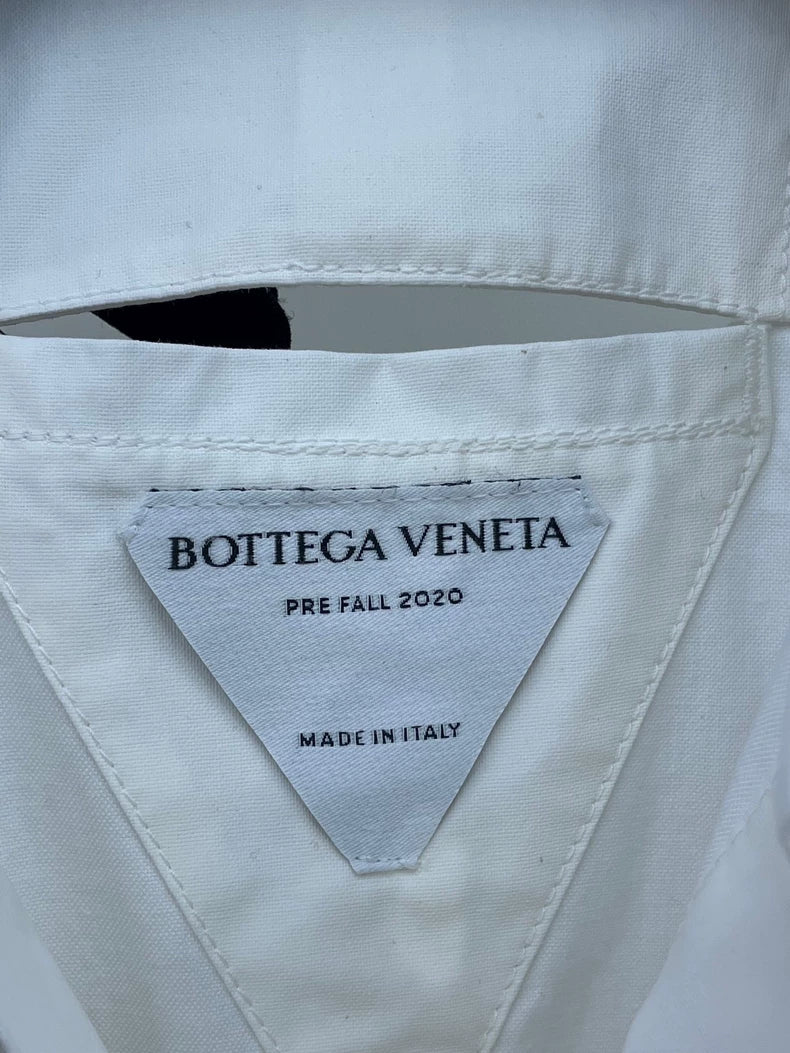 BOTTEGA VENETA
PRE FALL 2020
MADE IN ITALY